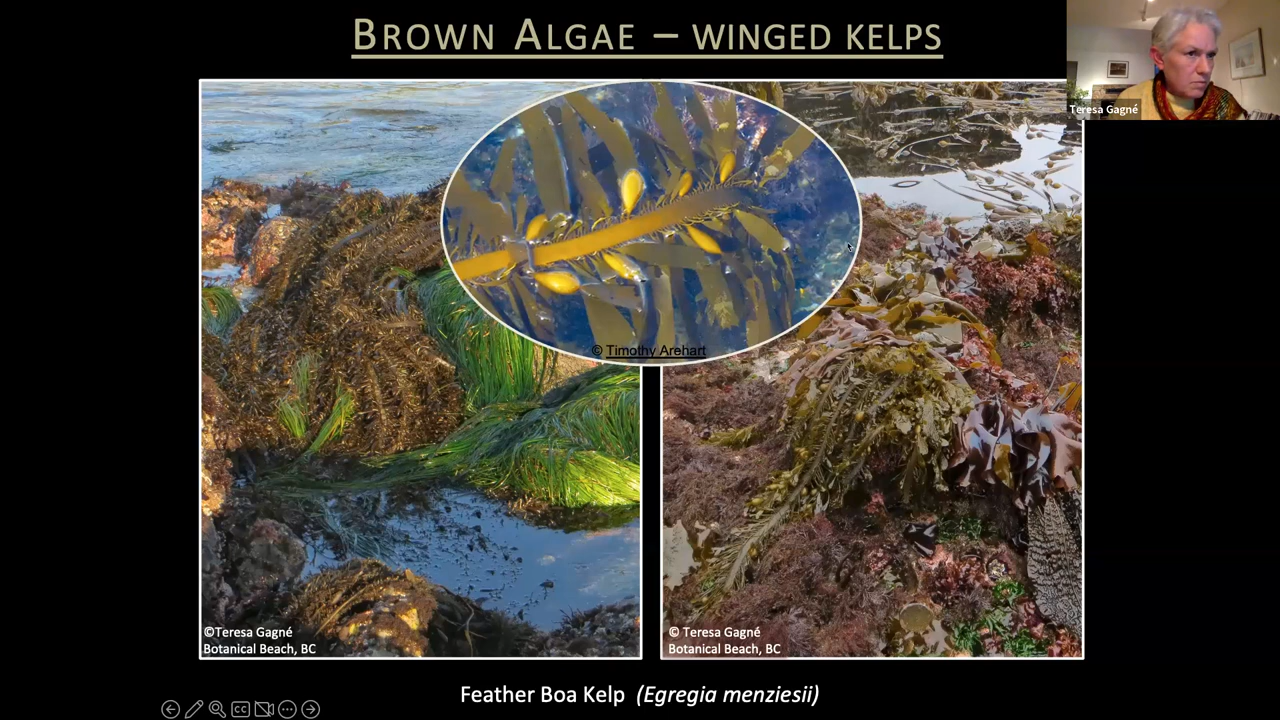 BROWN ALGAE – WINGED KELPS
Teresa Gagné
© Timothy Arehart
©Teresa Gagné
Botanical Beach, BC
© Teresa Gagné
Botanical Beach, BC
Feather Boa Kelp (Egregia menziesii)
CC